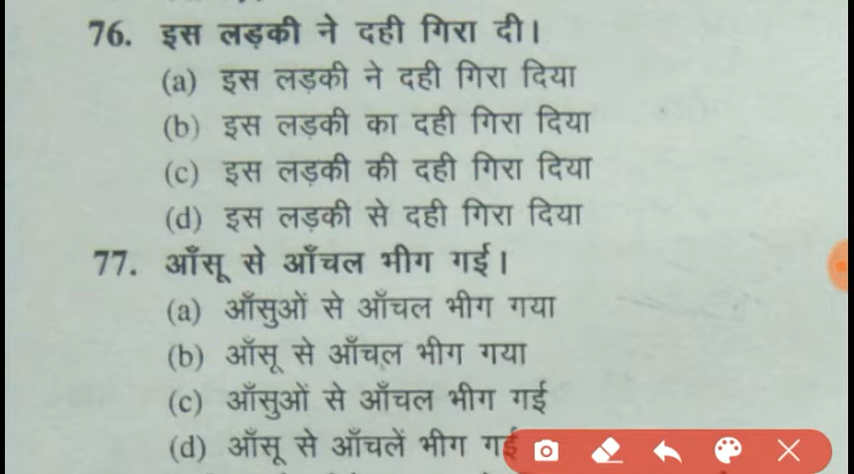 76. इस लड़की ने दही गिरा दी।
(a) इस लड़की ने दही गिरा दिया
(b) इस लड़की का दही गिरा दिया
(c) इस लड़की की दही गिरा दिया
(d) इस लड़की से दही गिरा दिया
77. आँसू से आँचल भीग गई।
(a) आँसुओं से आँचल भीग गया
(b) आँसू से आँचल भीग गया
(c) आँसुओं से आँचल भीग गई
(d) आँसू से आँचलें भीग गई